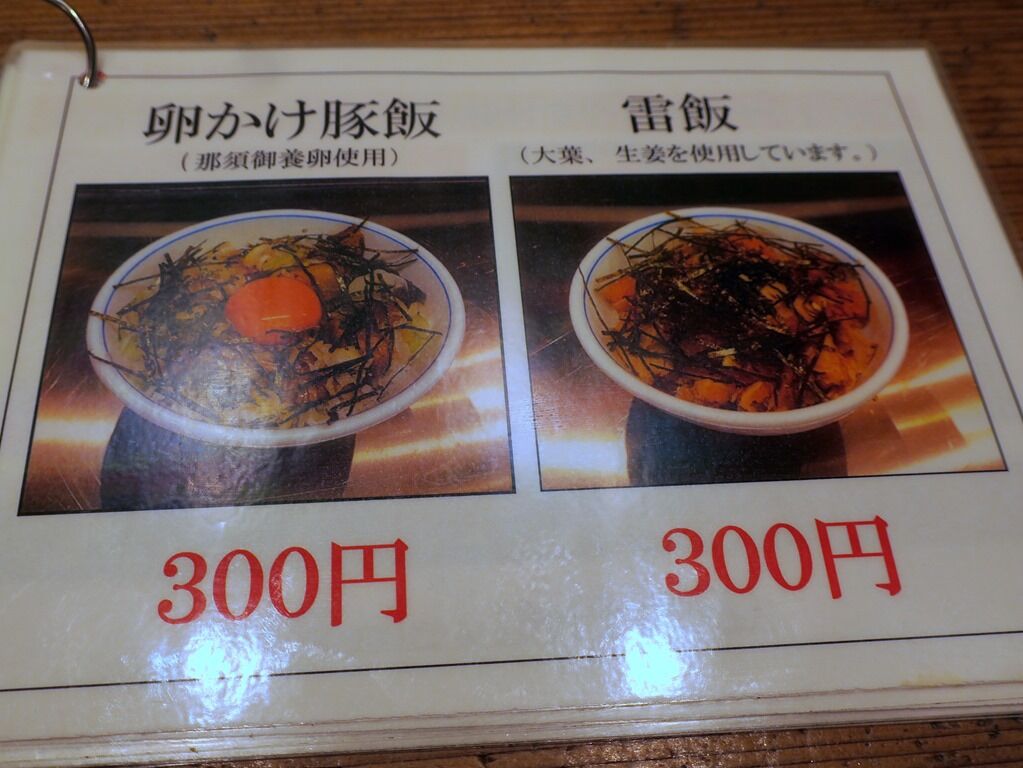 卵かけ豚飯
(那須御養卵使用)
300円
雷飯
(大葉、生姜を使用しています。)
300円